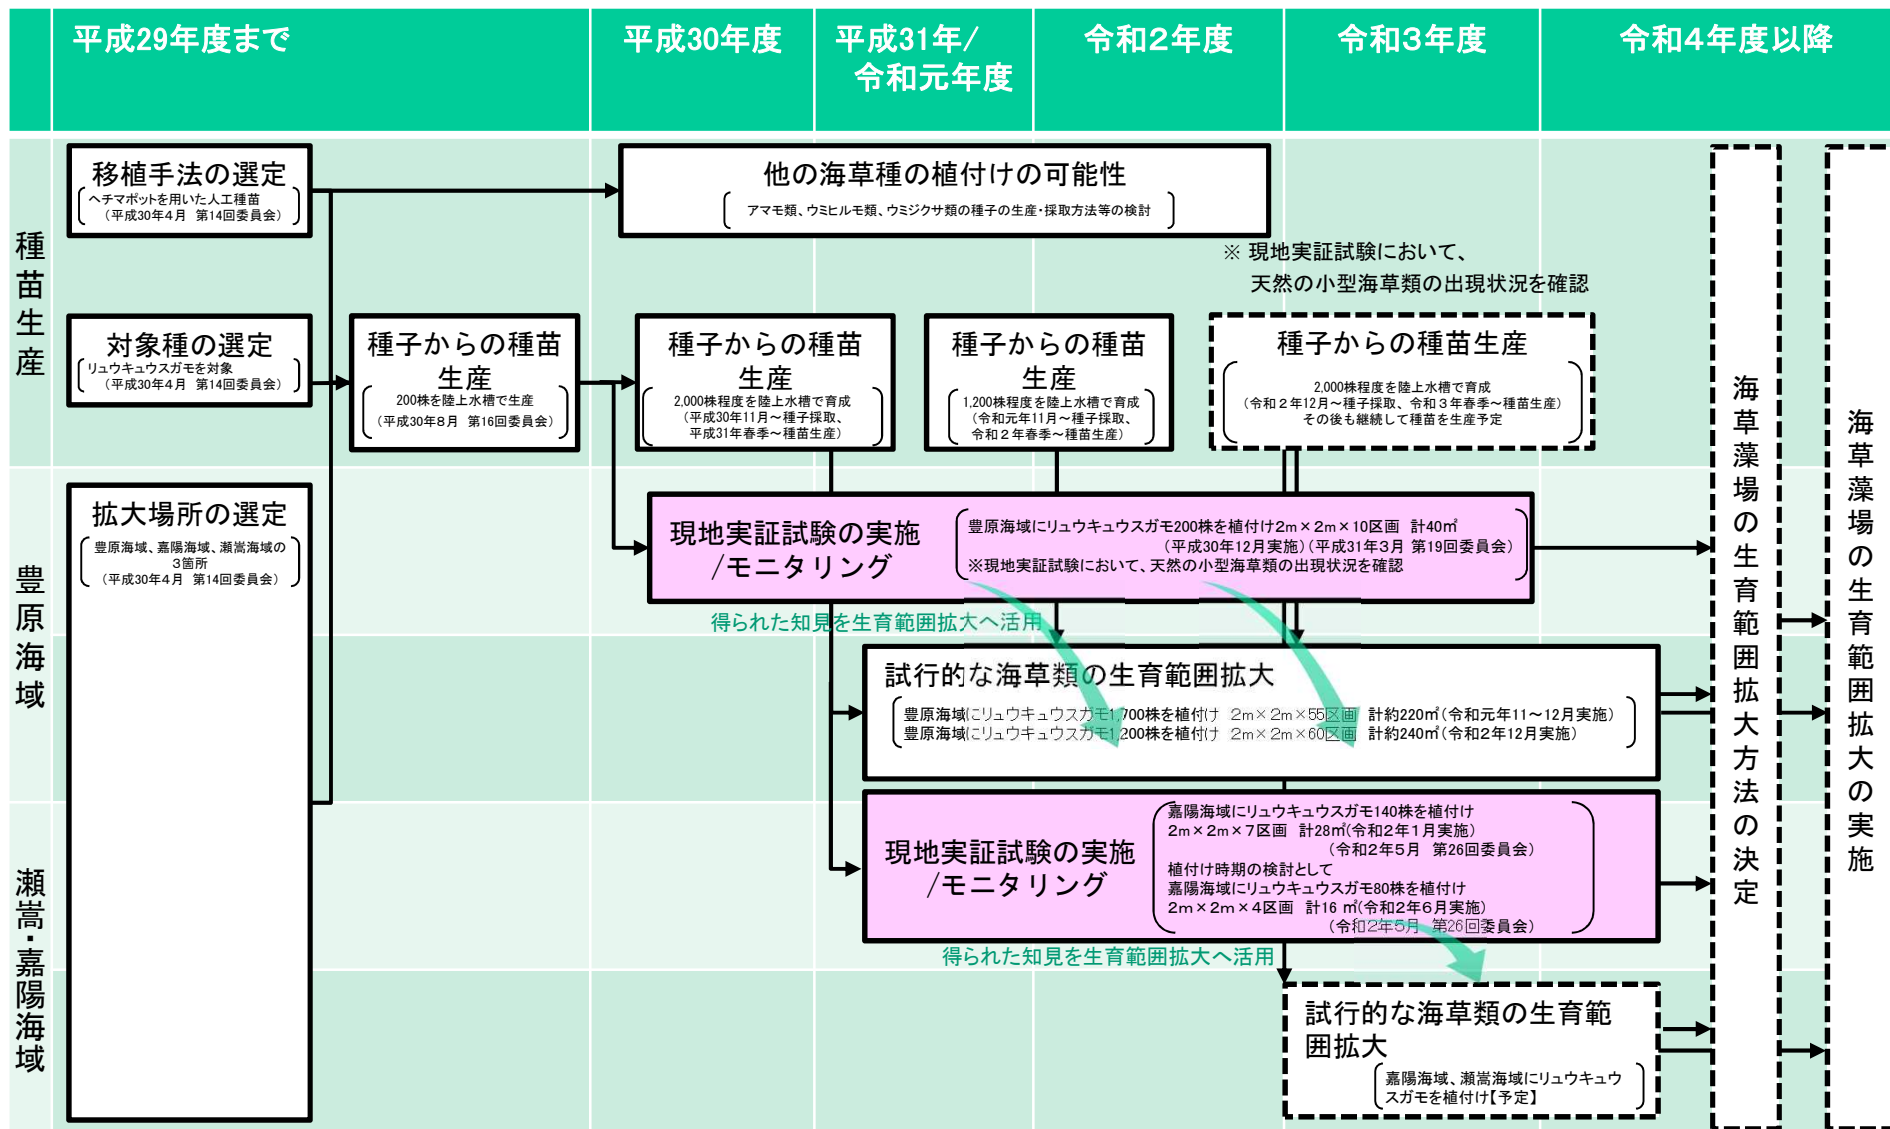 平成29年度まで
平成30年度
平成31年/
令和元年度
令和2年度
令和3年度
令和4年度以降
種苗生産
移植手法の選定
ヘチマポットを用いた人工種苗
(平成30年4月 第14回委員会)
他の海草種の植付けの可能性
アマモ類、ウミヒルモ類、ウミジグサ類の種子の生産・採取方法等の検討
※ 現地実証試験において、
天然の小型海草類の出現状況を確認
対象種の選定
リュウキュウスガモを対象
(平成30年4月 第14回委員会)
種子からの種苗
生産
200株を陸上水槽で生産
(平成30年8月 第16回委員会)
種子からの種苗
生産
2,000株程度を陸上水槽で育成
(平成30年11月～種子採取、
平成31年春季～種苗生産)
種子からの種苗
生産
1,200株程度を陸上水槽で育成
(令和元年11月～種子採取、
令和2年春季～種苗生産)
種子からの種苗生産
2,000株程度を陸上水槽で育成
(令和2年12月～種子採取、令和3年春季～種苗生産)
その後も継続して種苗を生産予定
豊原海域
拡大場所の選定
豊原海域、嘉陽海域、瀬嵩海域の
3箇所
(平成30年4月 第14回委員会)
現地実証試験の実施
/モニタリング
豊原海域にリュウキュウスガモ200株を植付け2m×2m×10区画 計40㎡
(平成30年12月実施)(平成31年3月 第19回委員会)
※現地実証試験において、天然の小型海草類の出現状況を確認
得られた知見を生育範囲拡大へ活用
試行的な海草類の生育範囲拡大
豊原海域にリュウキュウスガモ1,700株を植付け 2m×2m×55区画 計約220㎡(令和元年11～12月実施)
豊原海域にリュウキュウスガモ1,200株を植付け 2m×2m×60区画 計約240㎡(令和2年12月実施)
瀬嵩・嘉陽海域
現地実証試験の実施
/モニタリング
嘉陽海域にリュウキュウスガモ140株を植付け
2m×2m×7区画 計28㎡(令和2年1月実施)
(令和2年5月 第26回委員会)
植付け時期の検討として
嘉陽海域にリュウキュウスガモ80株を植付け
2m×2m×4区画 計16 ㎡(令和2年6月実施)
(令和2年5月 第26回委員会)
得られた知見を生育範囲拡大へ活用
試行的な海草類の生育範
囲拡大
嘉陽海域、瀬嵩海域にリュウキュウ
スガモを植付け【予定】
海草藻場の生育範囲拡大方法の決定
海草藻場の生育範囲拡大の実施